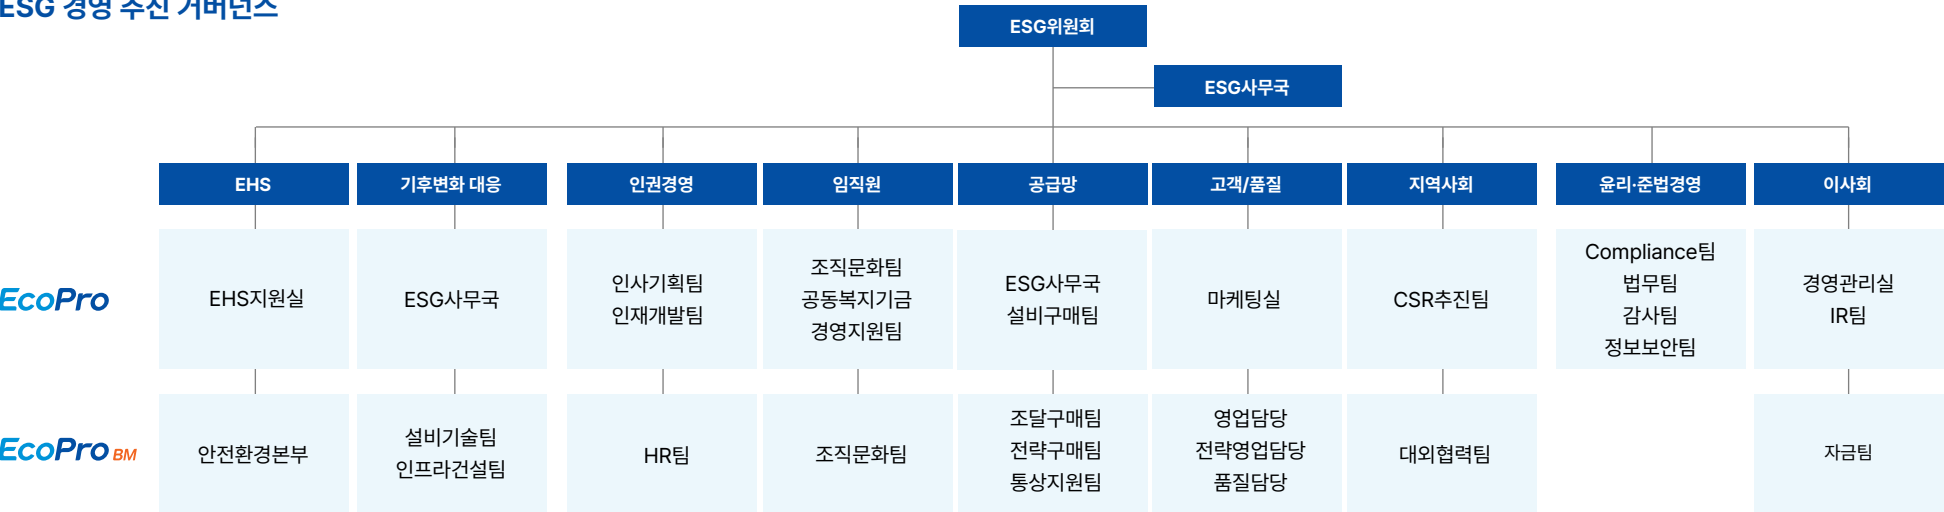 ESG 경영 추진 거버넌스
ESG위원회
ESG사무국
EHS
기후변화 대응
인권경영
임직원
공급망
고객/품질
지역사회
윤리·준법경영
이사회
EcoPro
EHS지원실
ESG사무국
인사기획팀
인재개발팀
조직문화팀
공동복지기금
경영지원팀
ESG사무국
설비구매팀
마케팅실
CSR추진팀
Compliance팀
법무팀
감사팀
정보보안팀
경영관리실
IR팀
EcoPro BM
안전환경본부
설비기술팀
인프라건설팀
HR팀
조직문화팀
조달구매팀
전략구매팀
통상지원팀
영업담당
전략영업담당
품질담당
대외협력팀
자금팀